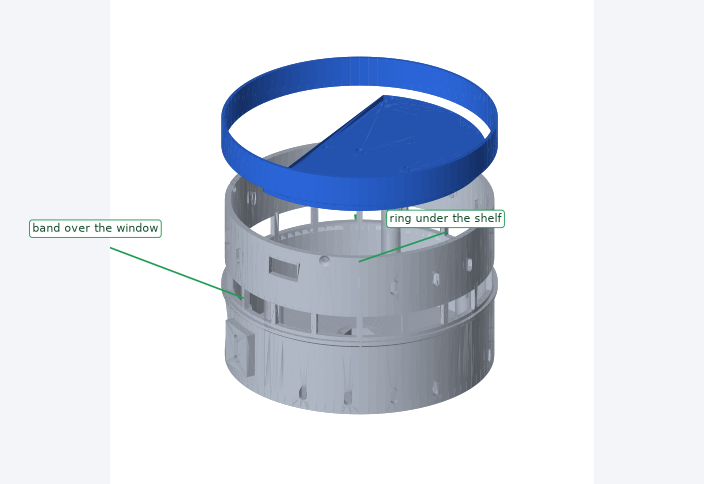 ring under the shelf
band over the window